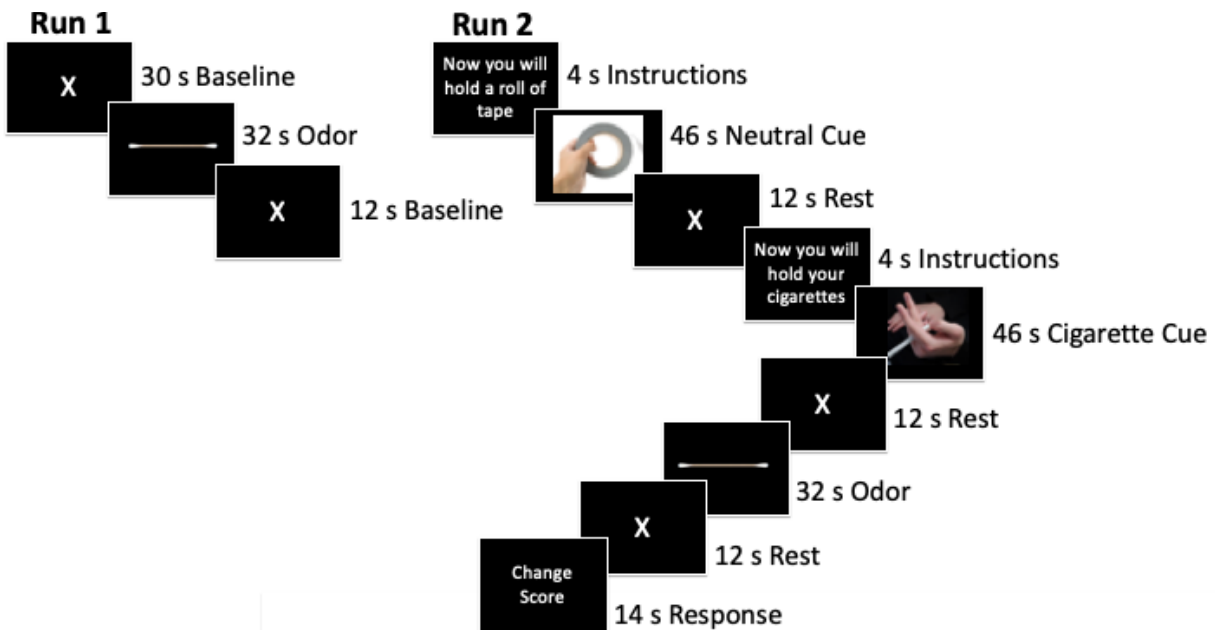 Run 1
X
30 s Baseline
32 s Odor
X
12 s Baseline
Run 2
Now you will
hold a roll of
tape
4 s Instructions
46 s Neutral Cue
X
12 s Rest
Now you will
hold your
cigarettes
4 s Instructions
46 s Cigarette Cue
X
12 s Rest
32 s Odor
X
12 s Rest
Change
Score
14 s Response